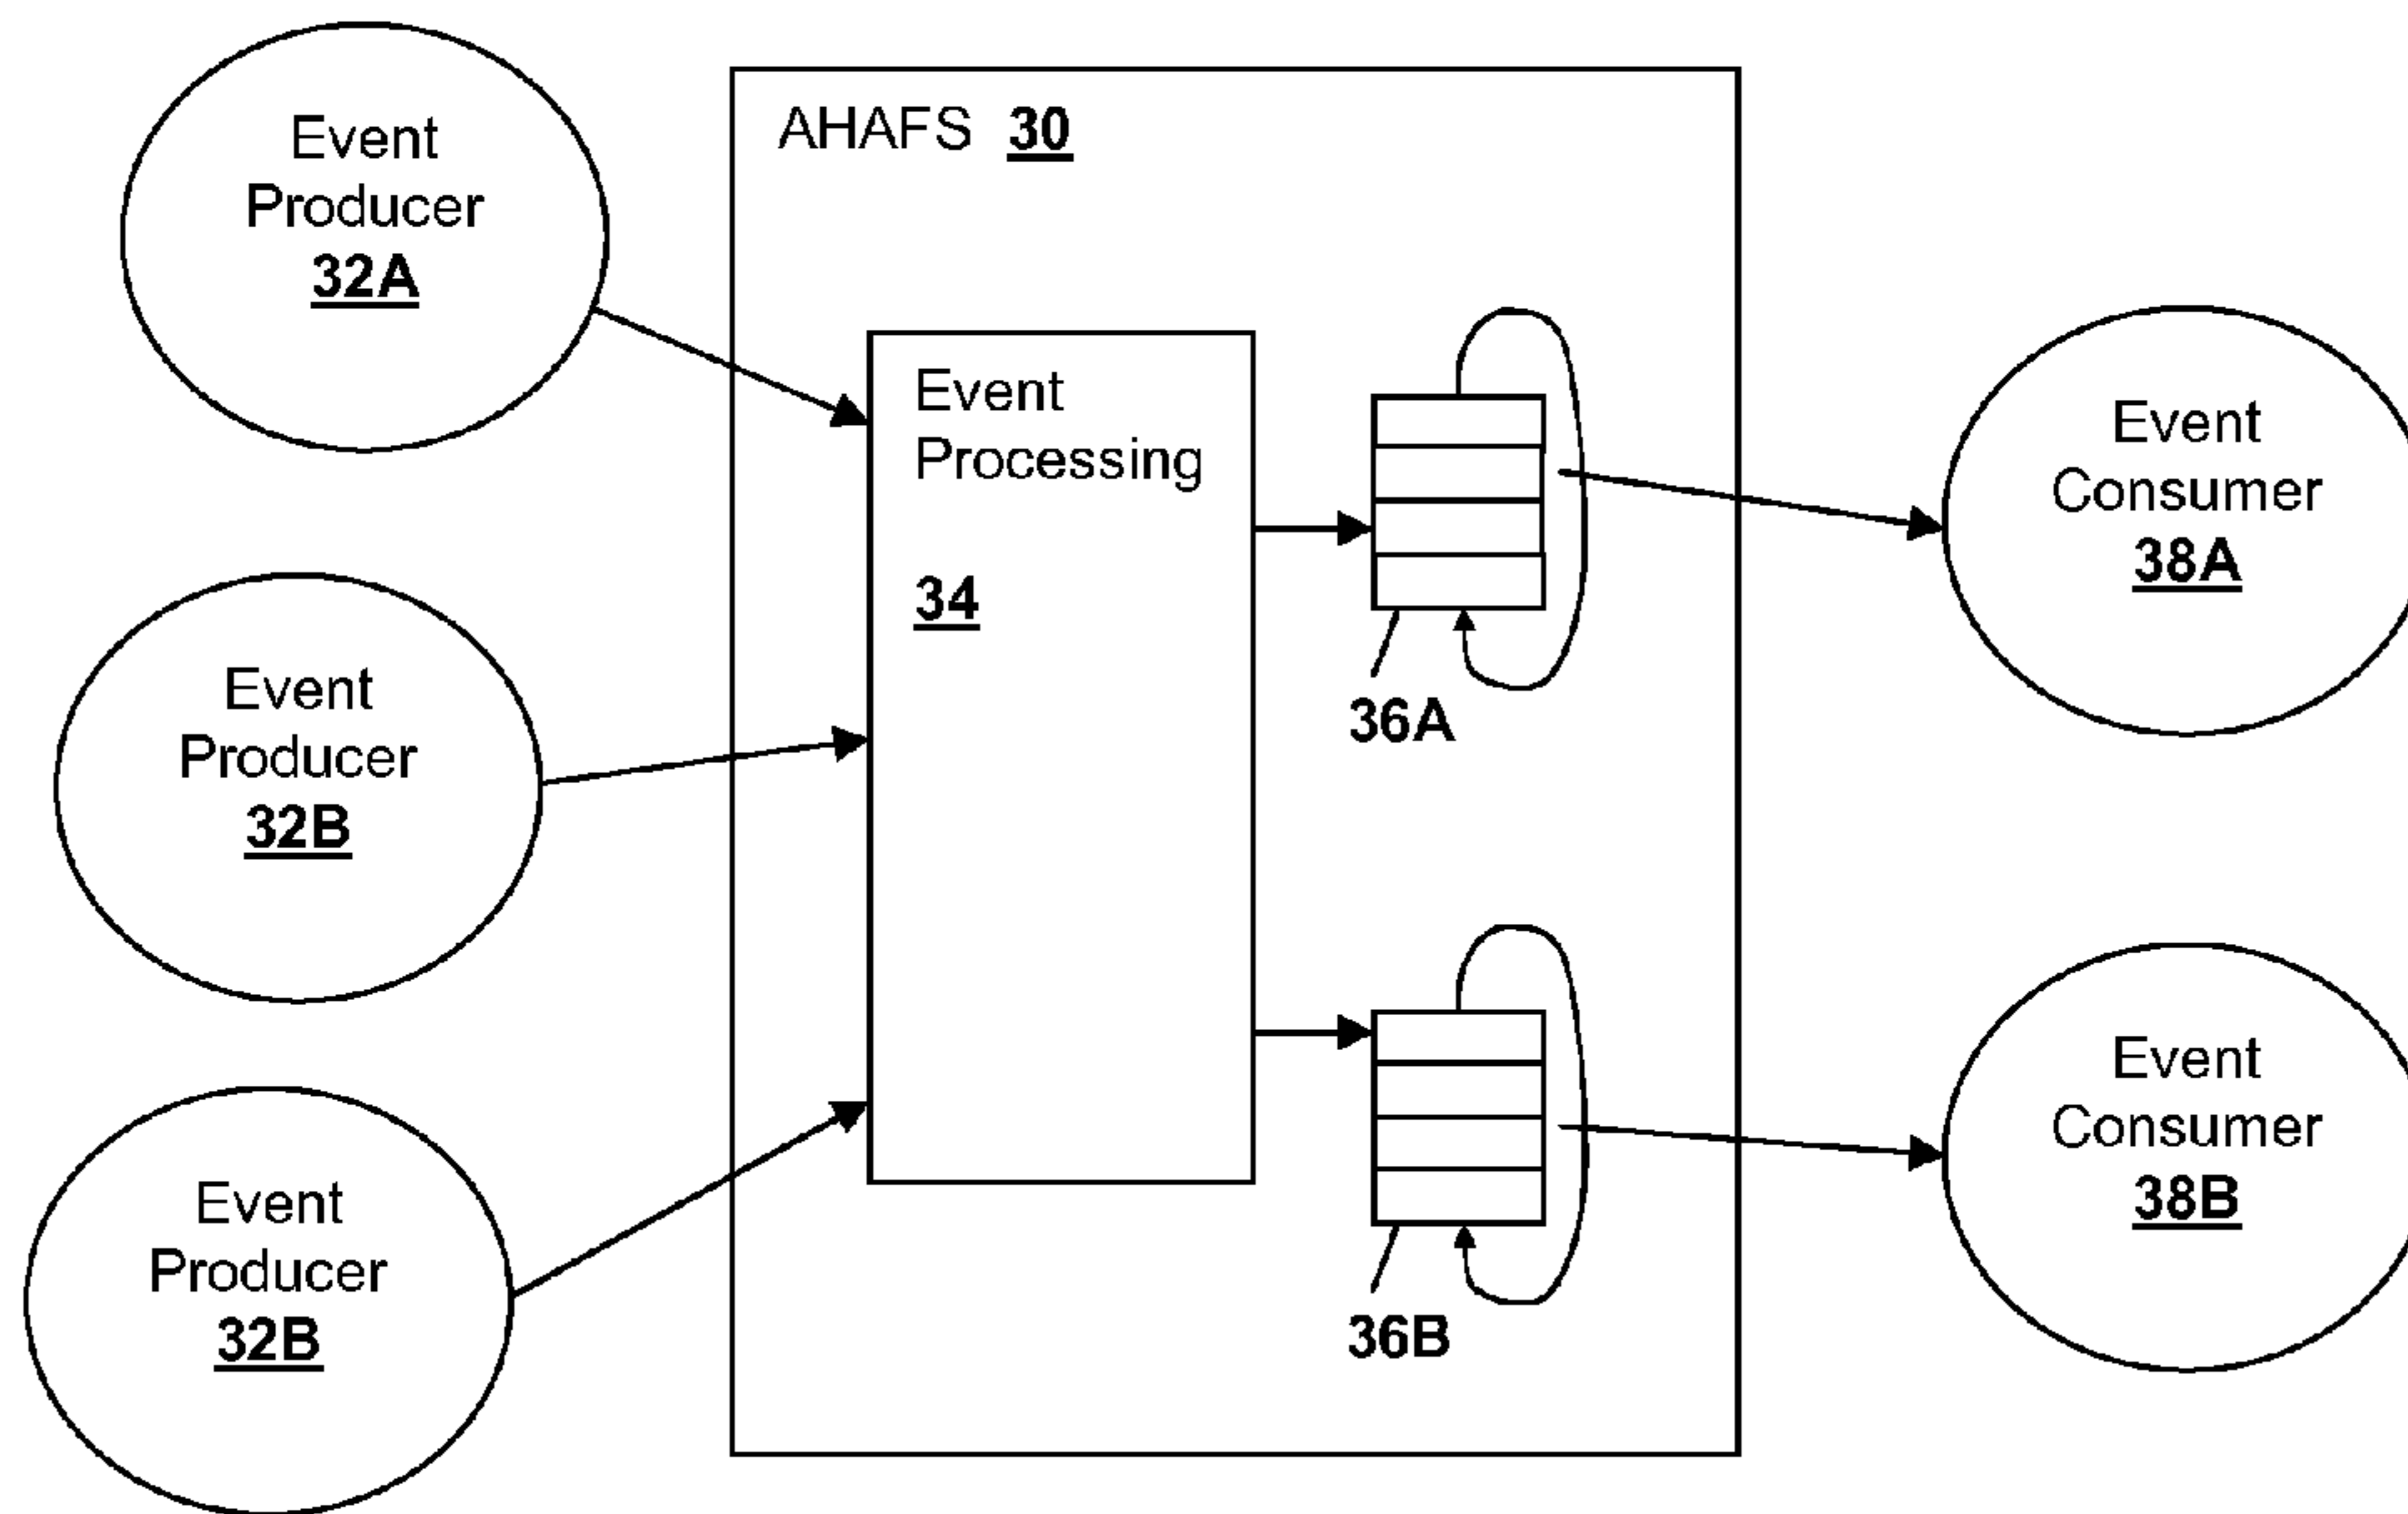 Event
Producer
32A
AHAFS 30
Event
Processing
34
Event
Producer
32B
Event
Producer
32B
36A
36B
Event
Consumer
38A
Event
Consumer
38B